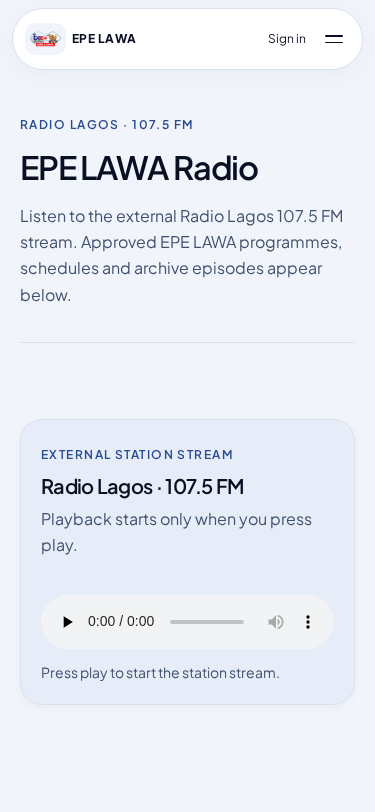 EPE LAWA
Sign in
RADIO LAGOS · 107.5 FM
EPE LAWA Radio
Listen to the external Radio Lagos 107.5 FM
stream. Approved EPE LAWA programmes,
schedules and archive episodes appear
below.
EXTERNAL STATION STREAM
Radio Lagos · 107.5 FM
Playback starts only when you press
play.
0:00 / 0:00
Press play to start the station stream.